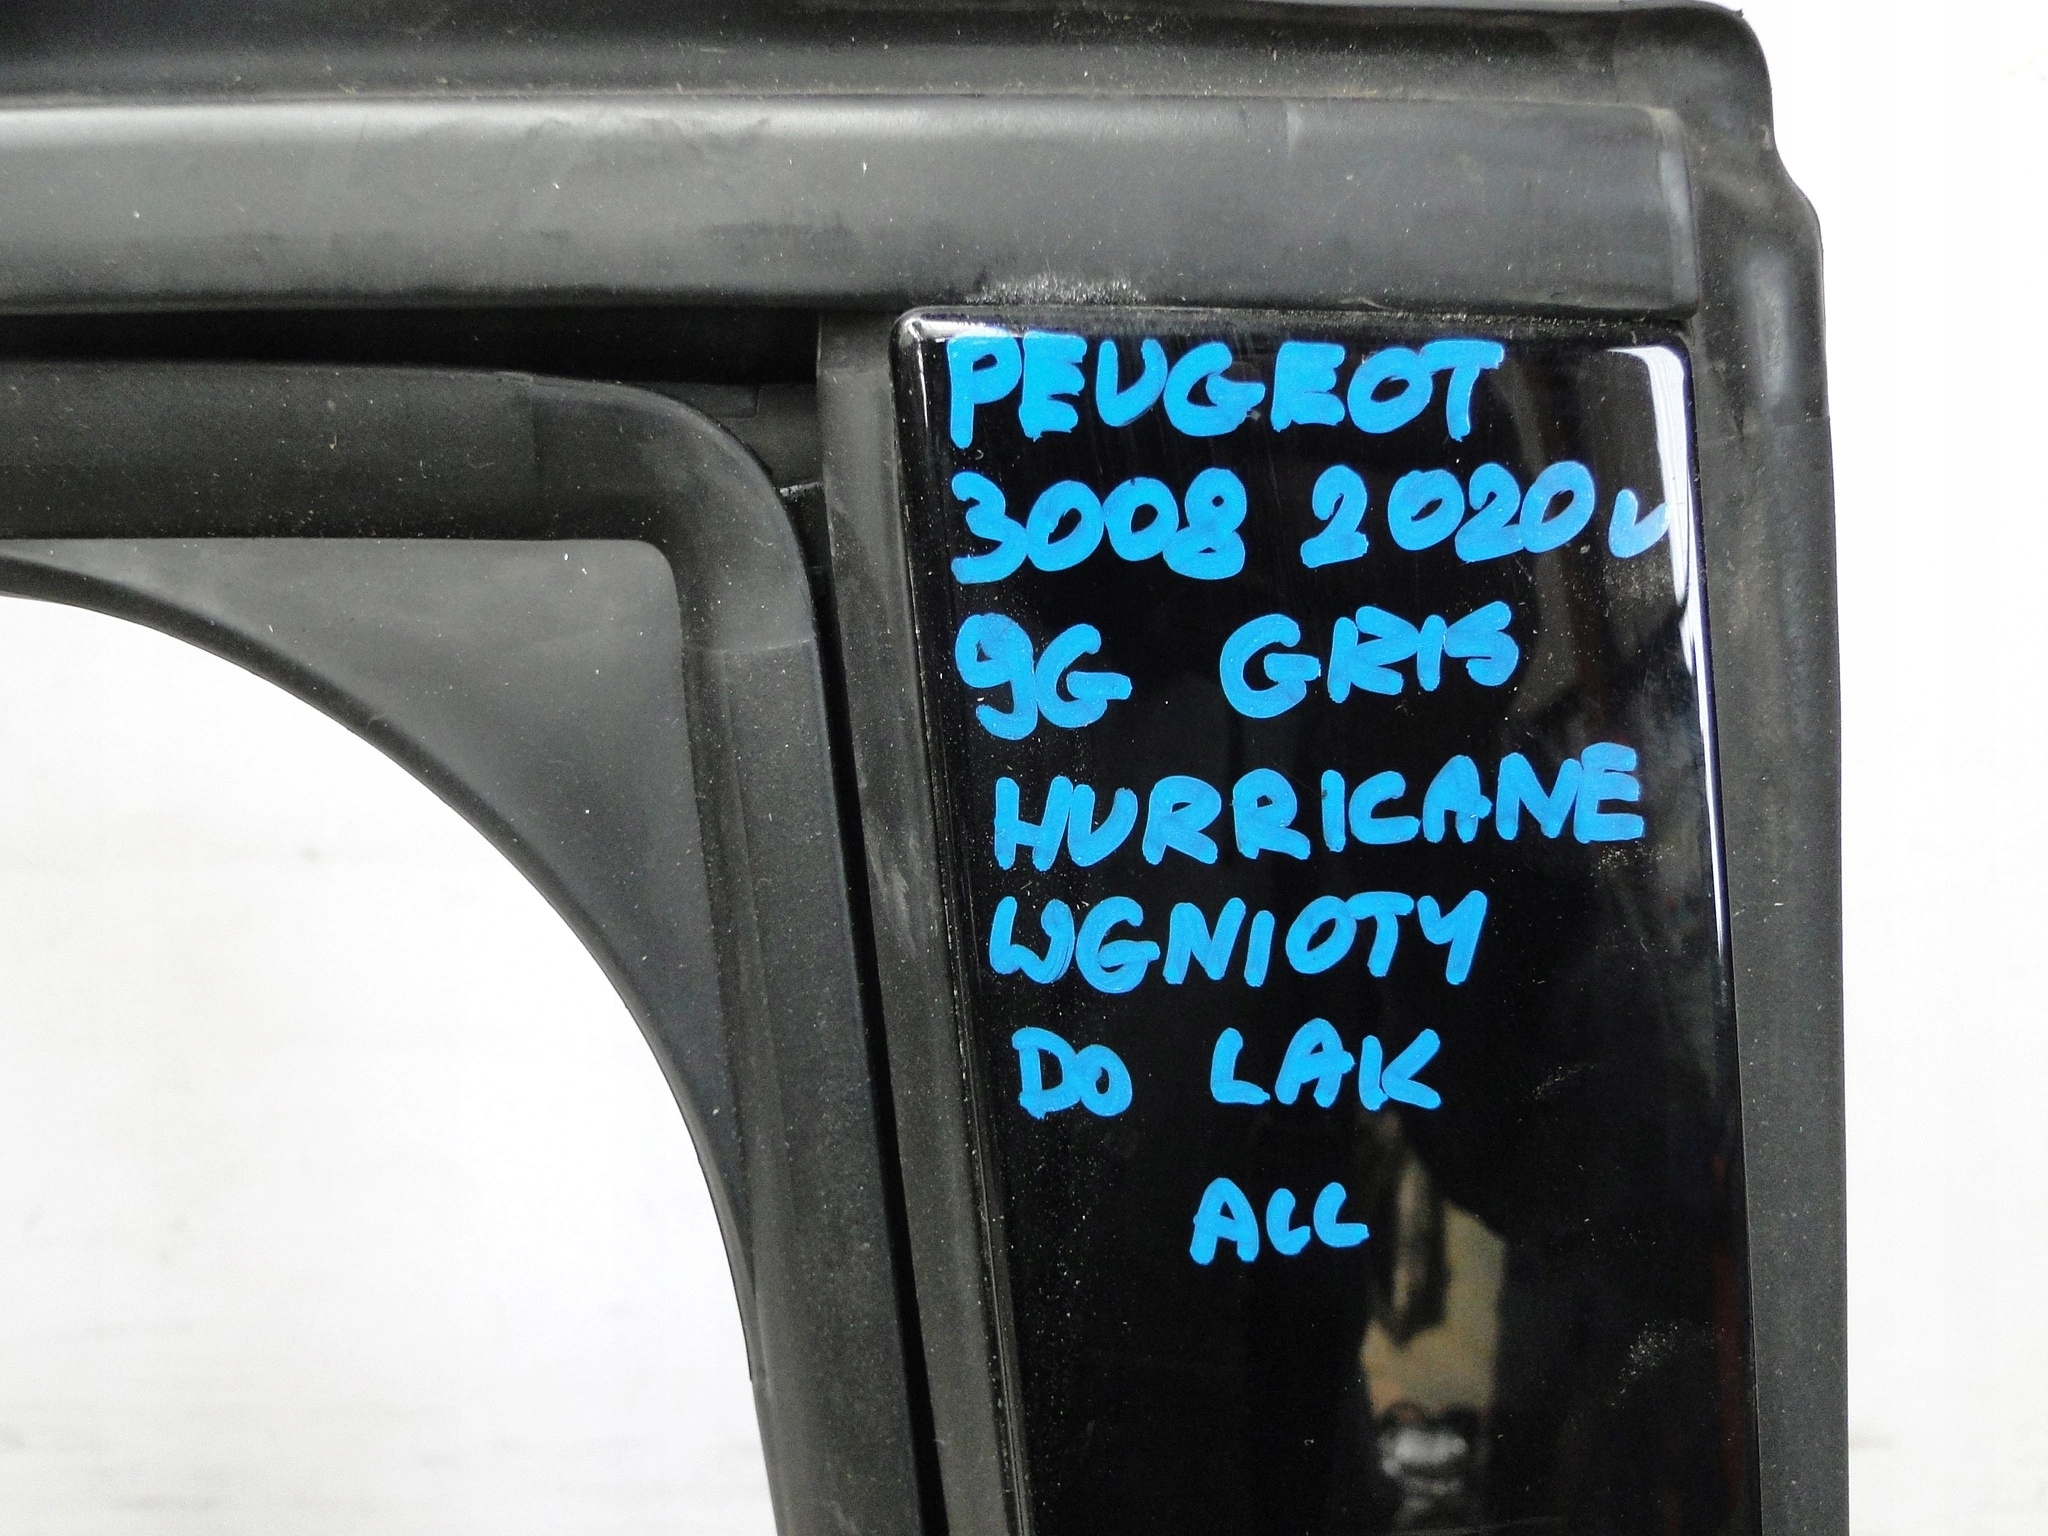 PEUGEOT
3008 2020r
9G GRIS
HURRICANE
WGNIOTY
DO LAK
ALL